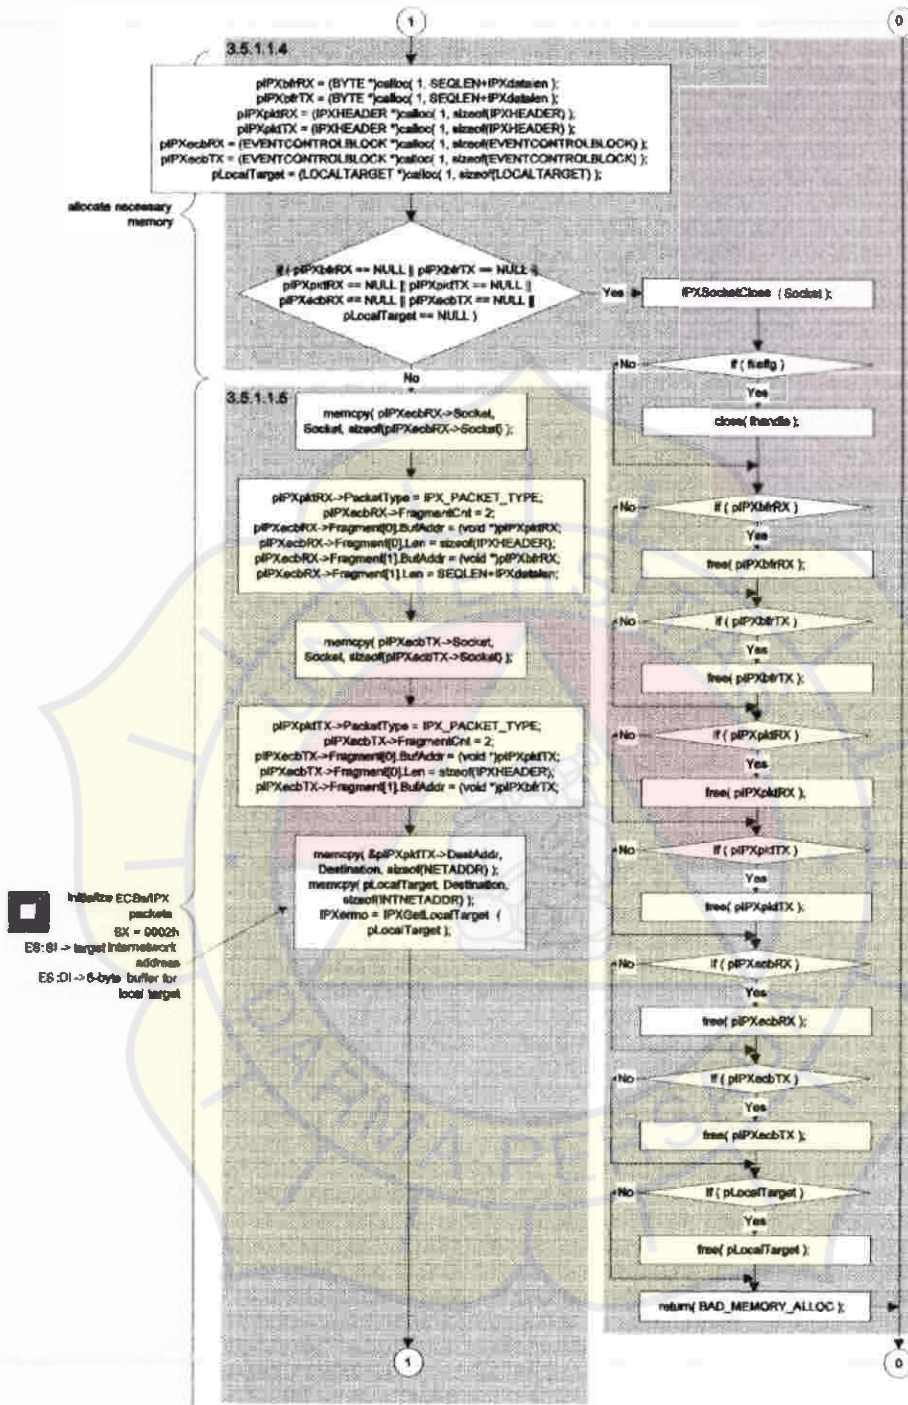 1
0
3.5.1.1.4
pIPXbfrRX = (BYTE *)calloc( 1, SEQLEN+IPXdatalen );
pIPXbfrTX = (BYTE *)calloc( 1, SEQLEN+IPXdatalen );
pIPXpktRX = (IPXHEADER *)calloc( 1, sizeof(IPXHEADER) );
pIPXpktTX = (IPXHEADER *)calloc( 1, sizeof(IPXHEADER) );
pIPXecbRX = (EVENTCONTROLBLOCK *)calloc( 1, sizeof(EVENTCONTROLBLOCK) );
pIPXecbTX = (EVENTCONTROLBLOCK *)calloc( 1, sizeof(EVENTCONTROLBLOCK) );
pLocalTarget = (LOCALTARGET *)calloc( 1, sizeof(LOCALTARGET) );
allocate necessary
memory
if ( pIPXbfrRX == NULL || pIPXbfrTX == NULL ||
pIPXpktRX == NULL || pIPXpktTX == NULL ||
pIPXecbRX == NULL || pIPXecbTX == NULL ||
pLocalTarget == NULL )
Yes
IPXSocketClose ( Socket );
No
if ( fileflg )
Yes
close( fhandle );
No
3.5.1.1.5
memcpy( pIPXecbRX->Socket,
Socket, sizeof(pIPXecbRX->Socket) );
pIPXpktRX->PacketType = IPX_PACKET_TYPE;
pIPXecbRX->FragmentCnt = 2;
pIPXecbRX->Fragment[0].BufAddr = (void *)pIPXpktRX;
pIPXecbRX->Fragment[0].Len = sizeof(IPXHEADER);
pIPXecbRX->Fragment[1].BufAddr = (void *)pIPXbfrRX;
pIPXecbRX->Fragment[1].Len = SEQLEN+IPXdatalen;
No
if ( pIPXbfrRX )
Yes
free( pIPXbfrRX );
memcpy( pIPXecbTX->Socket,
Socket, sizeof(pIPXecbTX->Socket) );
No
if ( pIPXbfrTX )
Yes
free( pIPXbfrTX );
pIPXpktTX->PacketType = IPX_PACKET_TYPE;
pIPXecbTX->FragmentCnt = 2;
pIPXecbTX->Fragment[0].BufAddr = (void *)pIPXpktTX;
pIPXecbTX->Fragment[0].Len = sizeof(IPXHEADER);
pIPXecbTX->Fragment[1].BufAddr = (void *)pIPXbfrTX;
No
if ( pIPXpktRX )
Yes
free( pIPXpktRX );
memcpy( &pIPXpktTX->DestAddr,
Destination, sizeof(NETADDR) );
memcpy( pLocalTarget, Destination,
sizeof(INTNETADDR) );
IPXerrno = IPXGetLocalTarget (
pLocalTarget );
No
if ( pIPXpktTX )
Yes
free( pIPXpktTX );
Initialize ECBs/IPX
packets
BX = 0002h
ES:SI -> target internetwork
address
ES:DI -> 6-byte buffer for
local target
No
if ( pIPXecbRX )
Yes
free( pIPXecbRX );
No
if ( pIPXecbTX )
Yes
free( pIPXecbTX );
No
if ( pLocalTarget )
Yes
free( pLocalTarget );
return( BAD_MEMORY_ALLOC );
1
0
UNIVERSITAS
DARMA PERSADA